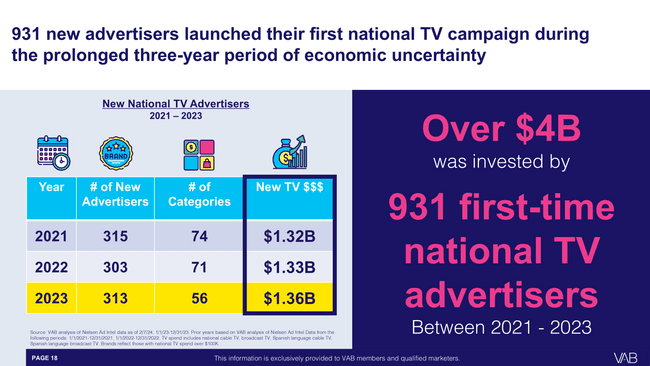 931 new advertisers launched their first national TV campaign during
the prolonged three-year period of economic uncertainty
New National TV Advertisers
2021 – 2023
BRAND
Year # of New Advertisers # of Categories New TV $$$
2021 315 74 $1.32B
2022 303 71 $1.33B
2023 313 56 $1.36B
Over $4B
was invested by
931 first-time
national TV
advertisers
Between 2021 - 2023
Source: VAB analysis of Nielsen Ad Intel data as of 2/7/24. 1/1/23-12/31/23. Prior years based on VAB analyses of Nielsen Ad Intel Data from the
following periods: 1/1/2021-12/31/2021, 1/1/2022-12/31/2022. TV spend includes national cable TV, broadcast TV, Spanish language cable TV,
Spanish language broadcast TV. Brands reflect those with national TV spend over $100K.
PAGE 18
This information is exclusively provided to VAB members and qualified marketers.
VAB